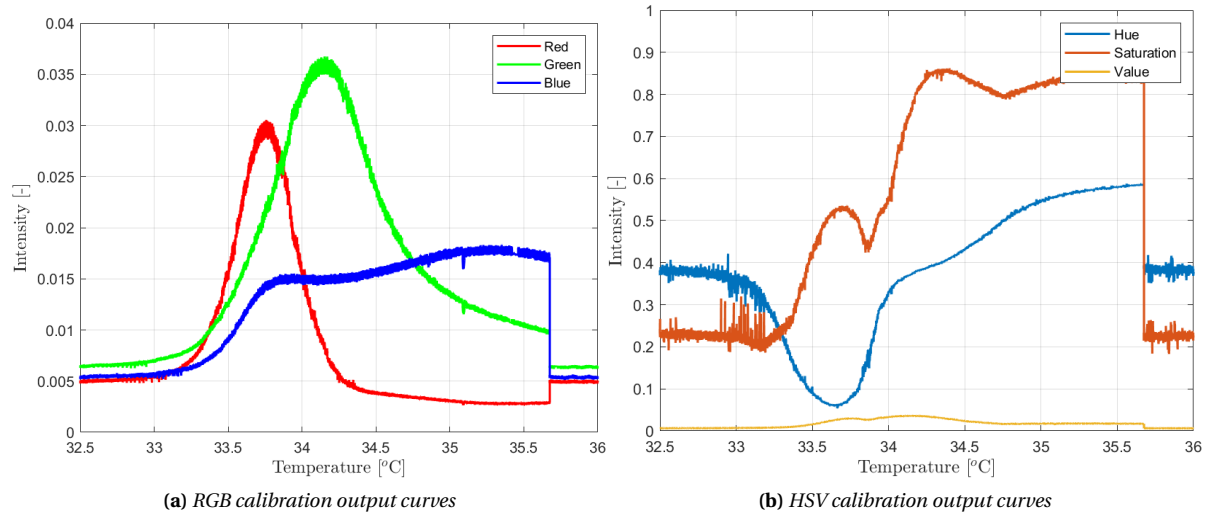 0.04
0.035
0.03
0.025
0.02
0.015
0.01
0.005
0
Intensity [-]
32.5 33 33.5 34 34.5 35 35.5 36
Temperature [°C]
Red
Green
Blue
(a) RGB calibration output curves
1
0.9
0.8
0.7
0.6
0.5
0.4
0.3
0.2
0.1
0
Intensity [-]
32.5 33 33.5 34 34.5 35 35.5 36
Temperature [°C]
Hue
Saturation
Value
(b) HSV calibration output curves